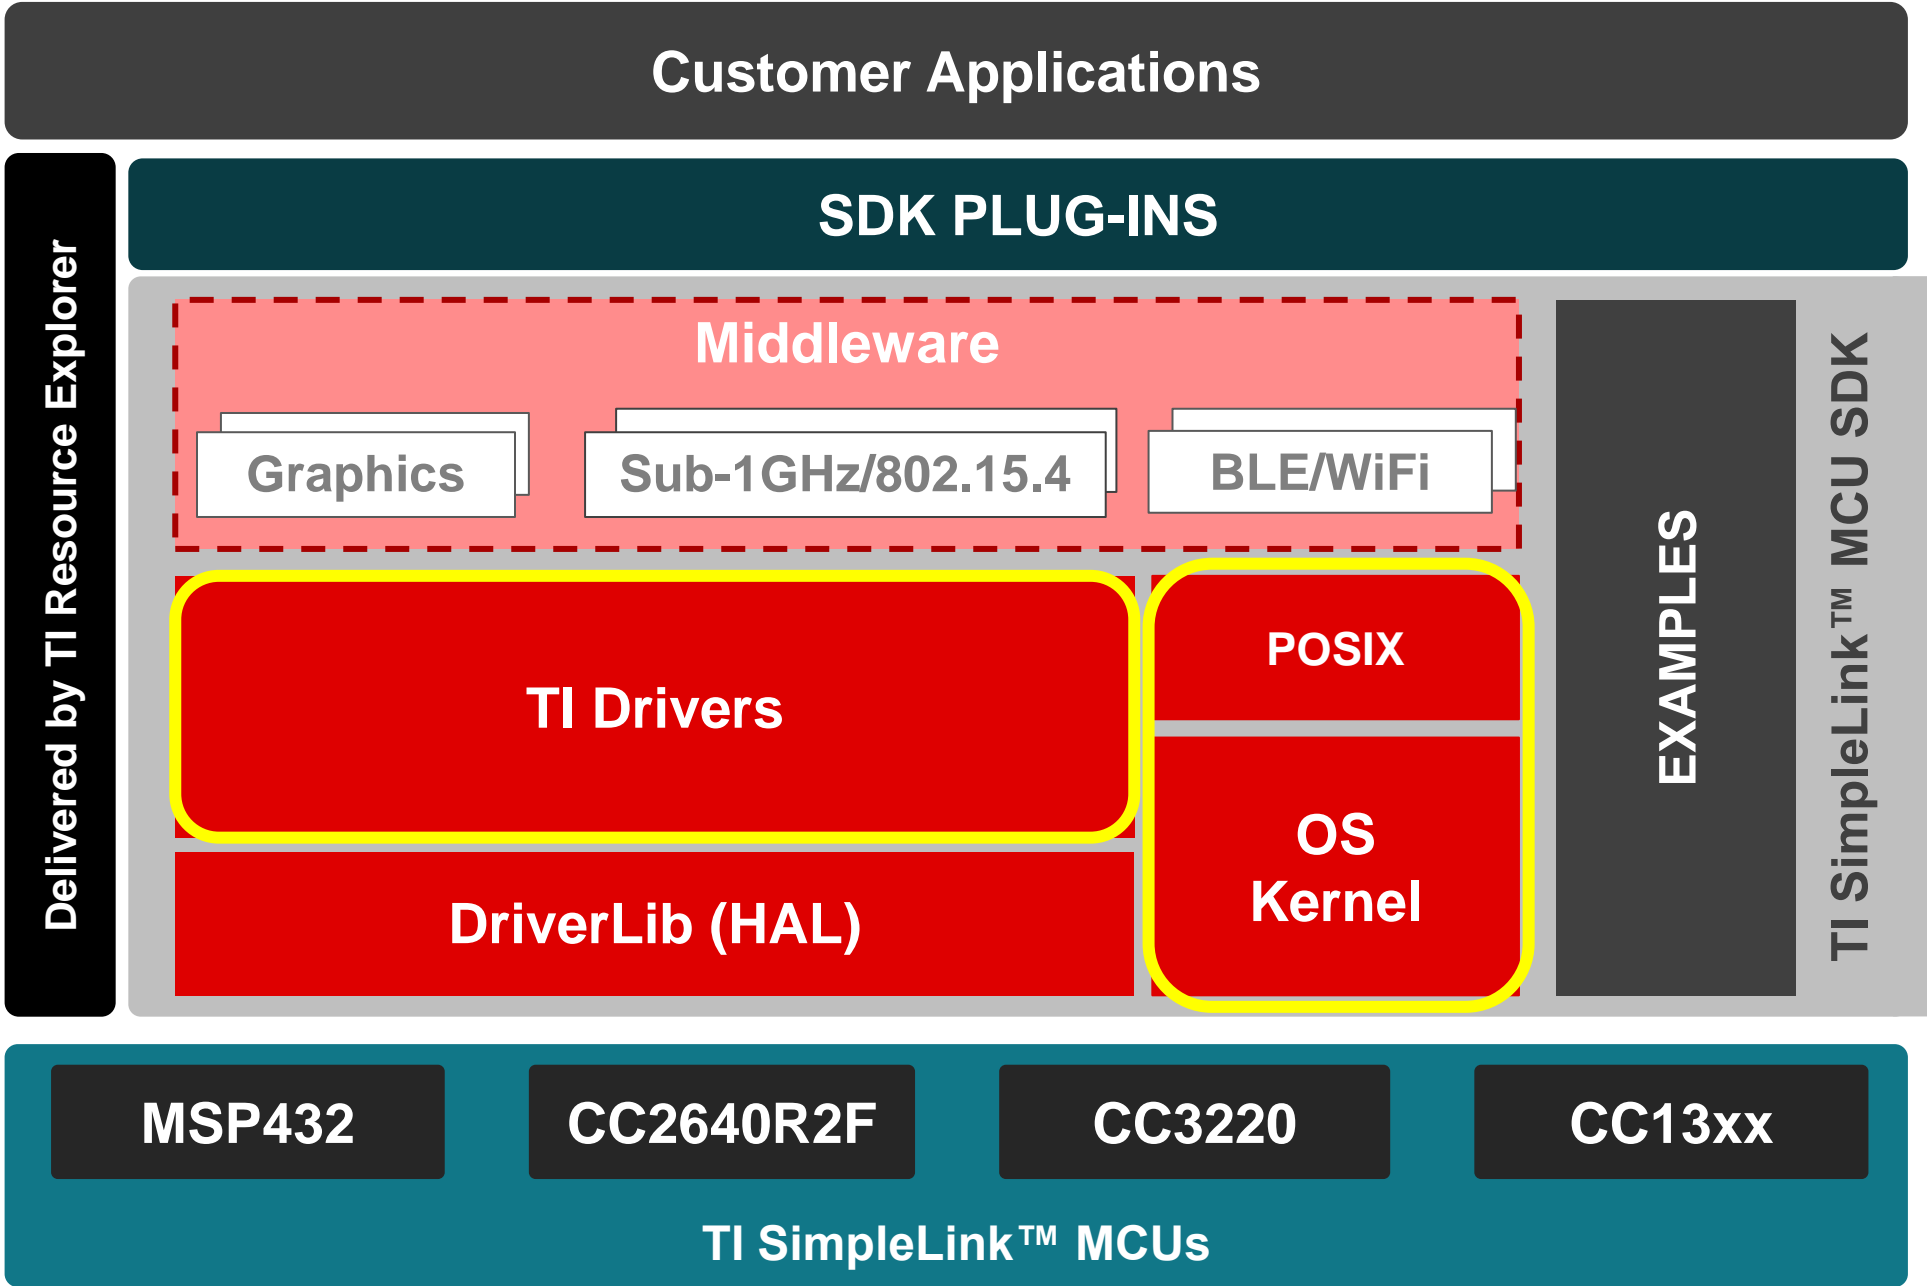 Customer Applications
Delivered by TI Resource Explorer
SDK PLUG-INS
Middleware
Graphics
Sub-1GHz/802.15.4
BLE/WiFi
TI Drivers
DriverLib (HAL)
POSIX
OS
Kernel
EXAMPLES
TI SimpleLink™ MCU SDK
MSP432
CC2640R2F
CC3220
CC13xx
TI SimpleLink™ MCUs